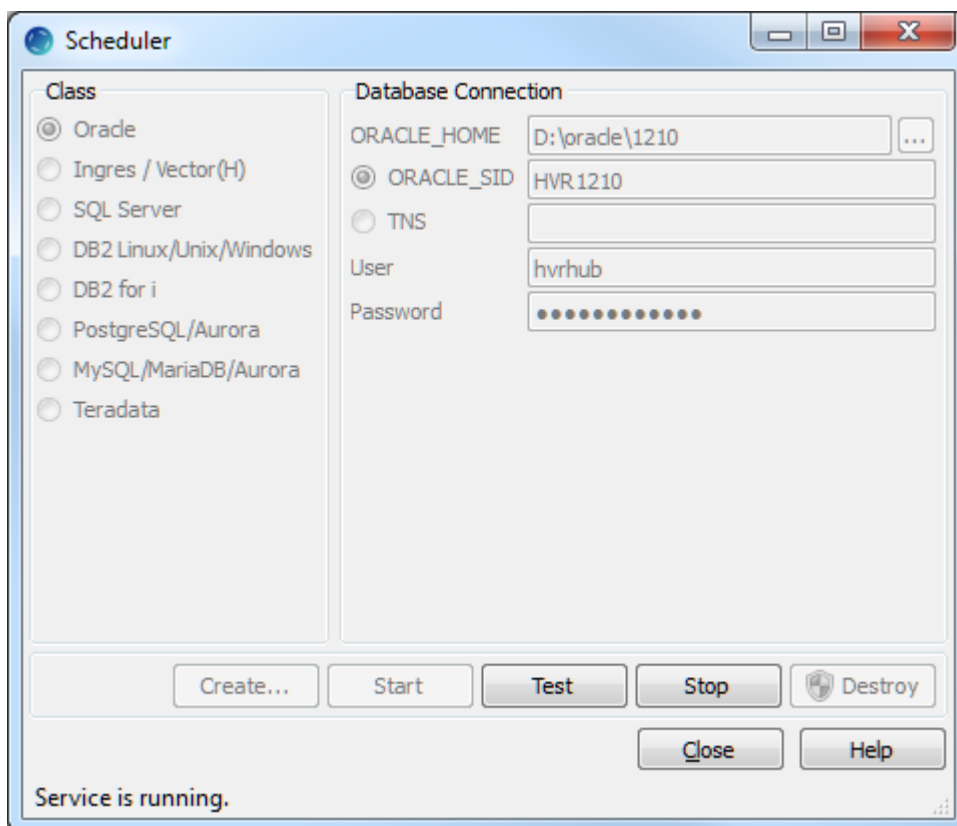 Scheduler
Class
Oracle
Ingres / Vector(H)
SQL Server
DB2 Linux/Unix/Windows
DB2 for i
PostgreSQL/Aurora
MySQL/MariaDB/Aurora
Teradata
Database Connection
ORACLE_HOME D:\oracle\1210 ...
ORACLE_SID HVR1210
TNS
User hvrhub
Password ●●●●●●●●●●●●
Create... Start Test Stop Destroy
Close Help
Service is running.